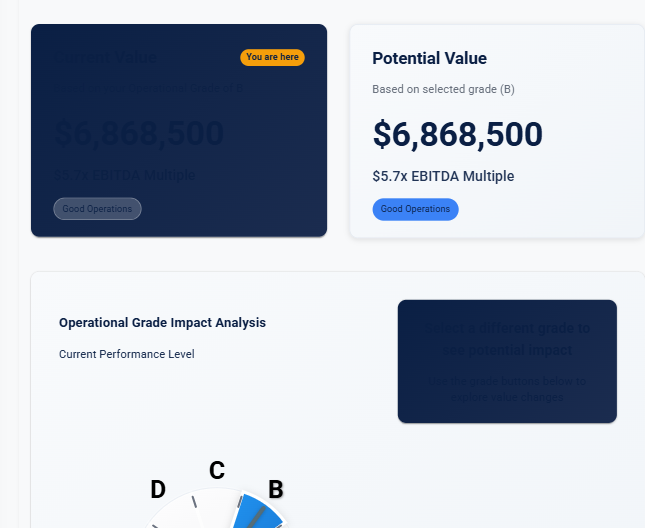 Current Value
You are here
$6,868,500
$5.7x EBITDA Multiple
Good Operations
Potential Value
Based on selected grade (B)
$6,868,500
$5.7x EBITDA Multiple
Good Operations
Operational Grade Impact Analysis
Current Performance Level
Select a different grade to
see potential impact
Use the grade buttons below to
explore value changes
D
C
B